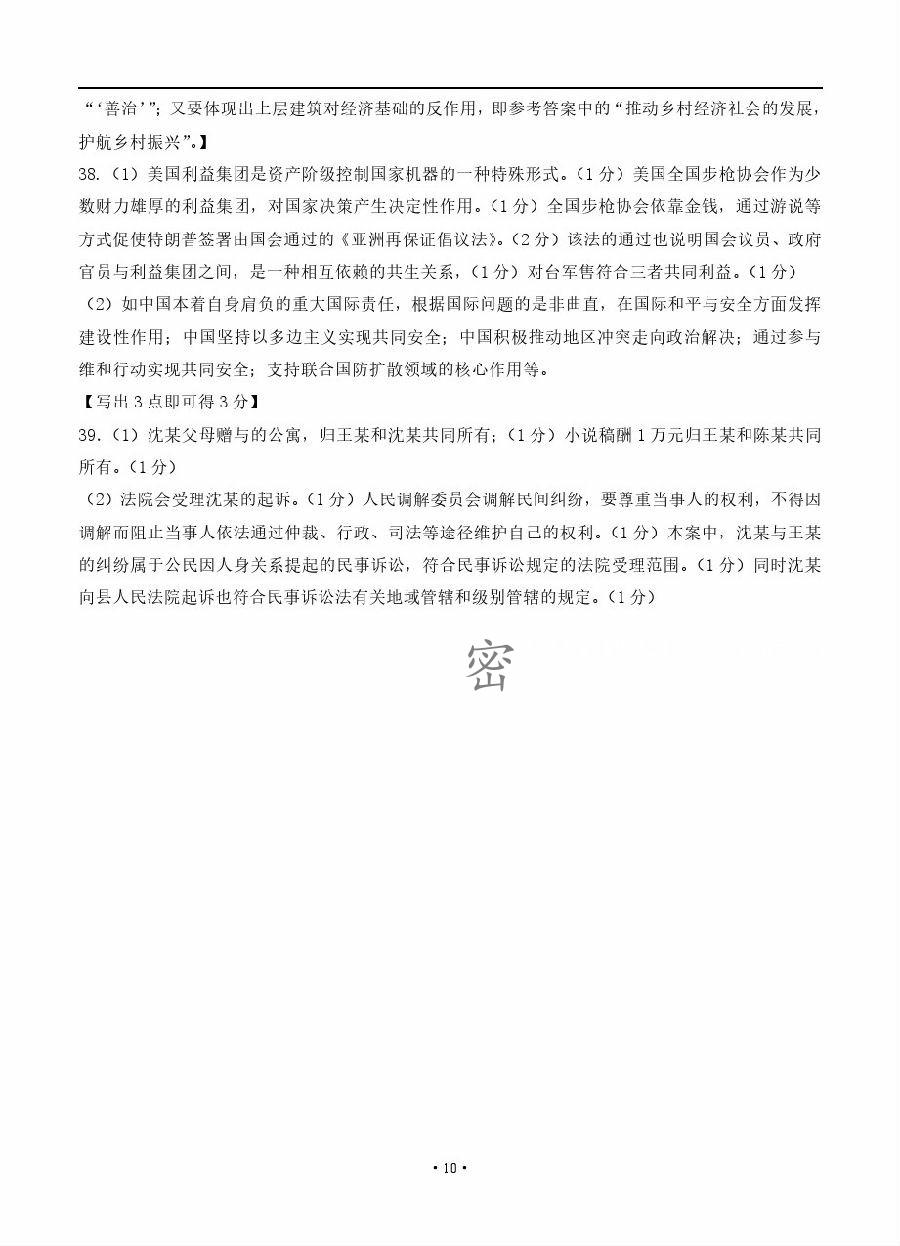 “‘善治’”；又要体现出上层建筑对经济基础的反作用，即参考答案中的“推动乡村经济社会的发展，
护航乡村振兴”。】
38.（1）美国利益集团是资产阶级控制国家机器的一种特殊形式。（1分）美国全国步枪协会作为少
数财力雄厚的利益集团，对国家决策产生决定性作用。（1分）全国步枪协会依靠金钱，通过游说等
方式促使特朗普签署由国会通过的《亚洲再保证倡议法》。（2分）该法的通过也说明国会议员、政府
官员与利益集团之间，是一种相互依赖的共生关系，（1分）对台军售符合三者共同利益。（1分）
（2）如中国本着自身肩负的重大国际责任，根据国际问题的是非曲直，在国际和平与安全方面发挥
建设性作用；中国坚持以多边主义实现共同安全；中国积极推动地区冲突走向政治解决；通过参与
维和行动实现共同安全；支持联合国防扩散领域的核心作用等。
【写出3点即可得3分】
39.（1）沈某父母赠与的公寓，归王某和沈某共同所有；（1分）小说稿酬1万元归王某和陈某共同
所有。（1分）
（2）法院会受理沈某的起诉。（1分）人民调解委员会调解民间纠纷，要尊重当事人的权利，不得因
调解而阻止当事人依法通过仲裁、行政、司法等途径维护自己的权利。（1分）本案中，沈某与王某
的纠纷属于公民因人身关系提起的民事诉讼，符合民事诉讼规定的法院受理范围。（1分）同时沈某
向县人民法院起诉也符合民事诉讼法有关地域管辖和级别管辖的规定。（1分）
密
·10·